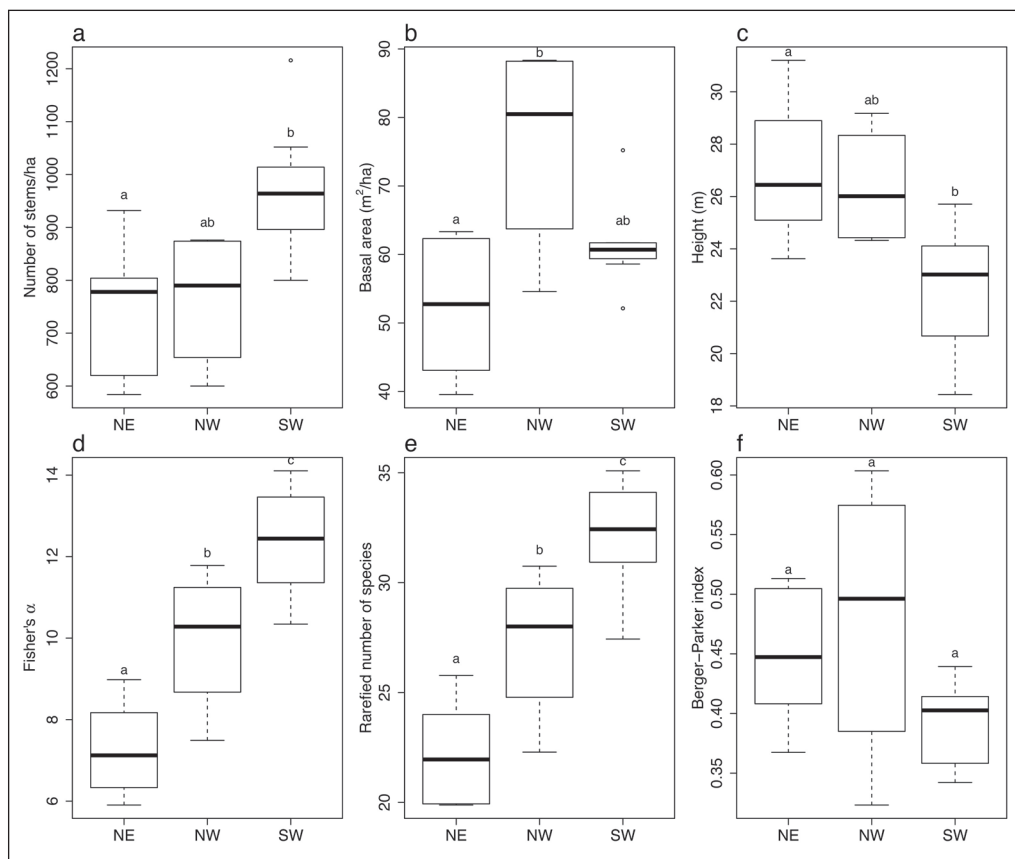 a
Number of stems/ha
1200
1100
1000
900
800
700
600
a
ab
b
NE NW SW
b
Basal area (m²/ha)
90
80
70
60
50
40
a
b
ab
NE NW SW
c
Height (m)
30
28
26
24
22
20
18
a
ab
b
NE NW SW
d
Fisher's α
14
12
10
8
6
a
b
c
NE NW SW
e
Rarefied number of species
35
30
25
20
a
b
c
NE NW SW
f
Berger–Parker index
0.60
0.55
0.50
0.45
0.40
0.35
a
a
a
NE NW SW